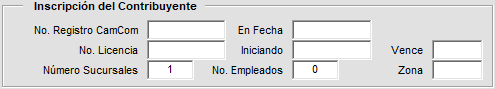 Inscripción del Contribuyente
No. Registro CamCom En Fecha
No. Licencia Iniciando Vence
Número Sucursales 1 No. Empleados 0 Zona